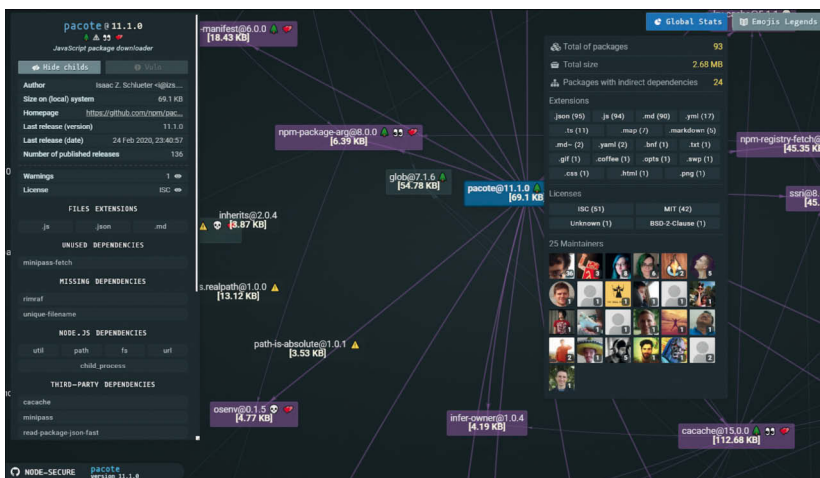 pacote@11.1.0
JavaScript package downloader
Hide childs
Author Isaac Z. Schlueter <i@izs....
Size on (local) system 69.1 KB
Homepage https://github.com/npm/pac...
Last release (version) 11.1.0
Last release (date) 24 Feb 2020, 23:40:57
Number of published releases 136
Warnings 1
License ISC
FILES EXTENSIONS
.js .json .md
UNUSED DEPENDENCIES
minipass-fetch
MISSING DEPENDENCIES
rimraf
unique-filename
NODE.JS DEPENDENCIES
util path fs url
child_process
THIRD-PARTY DEPENDENCIES
cacache
minipass
read-package-json-fast
NODE-SECURE
pacote
version 11.1.0
-manifest@6.0.0
[18.43 KB]
npm-package-arg@8.0.0
[6.39 KB]
glob@7.1.6
[54.78 KB]
pacote@11.1.0
[69.1 KB]
inherits@2.0.4
[3.87 KB]
s.realpath@1.0.0
[13.12 KB]
path-is-absolute@1.0.1
[3.53 KB]
osenv@0.1.5
[4.77 KB]
infer-owner@1.0.4
[4.19 KB]
cacache@15.0.0
[112.68 KB]
npm-registry-fetch@
[45.35 KB
ssri@8.
[45.
Global Stats
Emojis Legends
Total of packages 93
Total size 2.68 MB
Packages with indirect dependencies 24
Extensions
.json (95) .js (94) .md (90) .yml (17)
.ts (11) .map (7) .markdown (5)
.md~ (2) .yaml (2) .bnf (1) .txt (1)
.gif (1) .coffee (1) .opts (1) .swp (1)
.css (1) .html (1) .png (1)
Licenses
ISC (51) MIT (42)
Unknown (1) BSD-2-Clause (1)
25 Maintainers